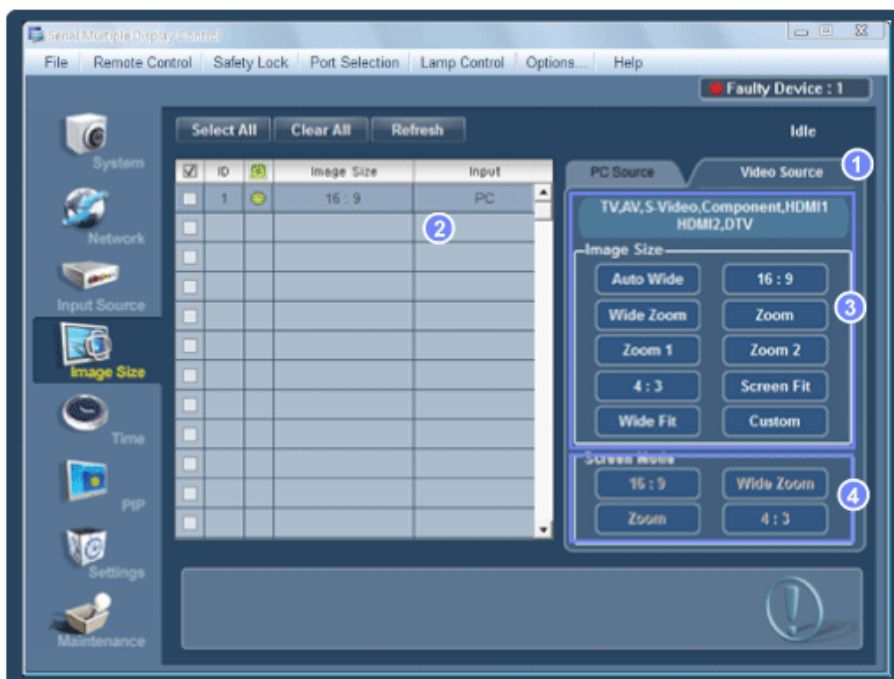 Serial Multiple Display Control
File Remote Control Safety Lock Port Selection Lamp Control Options... Help
Faulty Device : 1
Select All Clear All Refresh
Idle
System
Network
Input Source
Image Size
Time
PIP
Settings
Maintenance
ID Image Size Input
1 16 : 9 PC
2
PC Source Video Source 1
TV,AV,S-Video,Component,HDMI1
HDMI2,DTV
Image Size
Auto Wide 16 : 9
Wide Zoom Zoom
3
Zoom 1 Zoom 2
4 : 3 Screen Fit
Wide Fit Custom
Screen Mode
16 : 9 Wide Zoom
4
Zoom 4 : 3